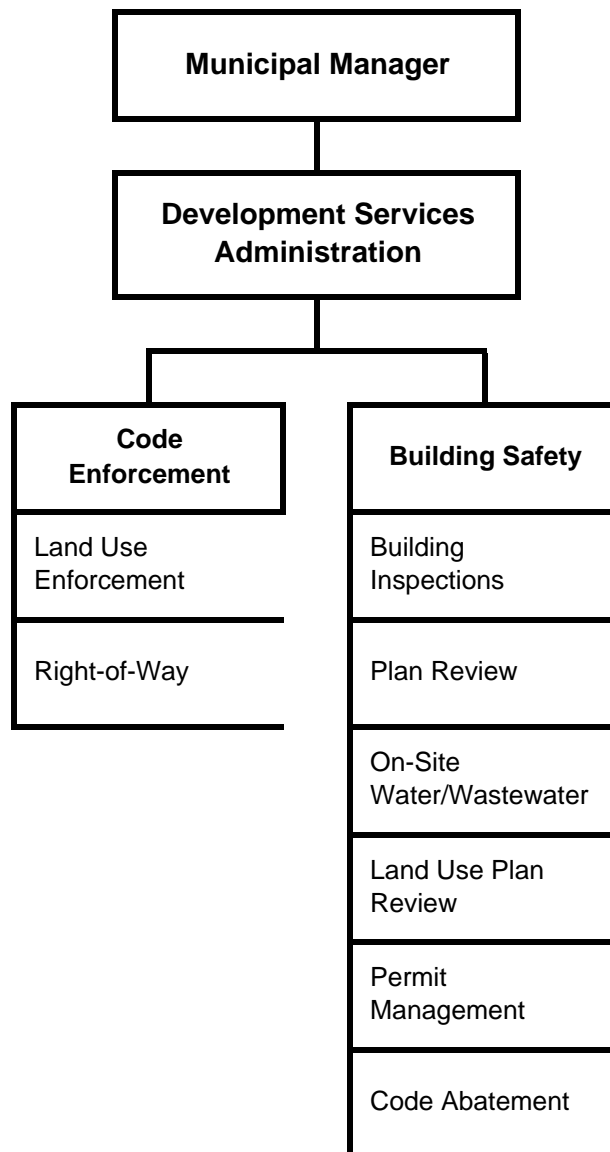 Municipal Manager
Development Services
Administration
Code
Enforcement
Land Use
Enforcement
Right-of-Way
Building Safety
Building
Inspections
Plan Review
On-Site
Water/Wastewater
Land Use Plan
Review
Permit
Management
Code Abatement